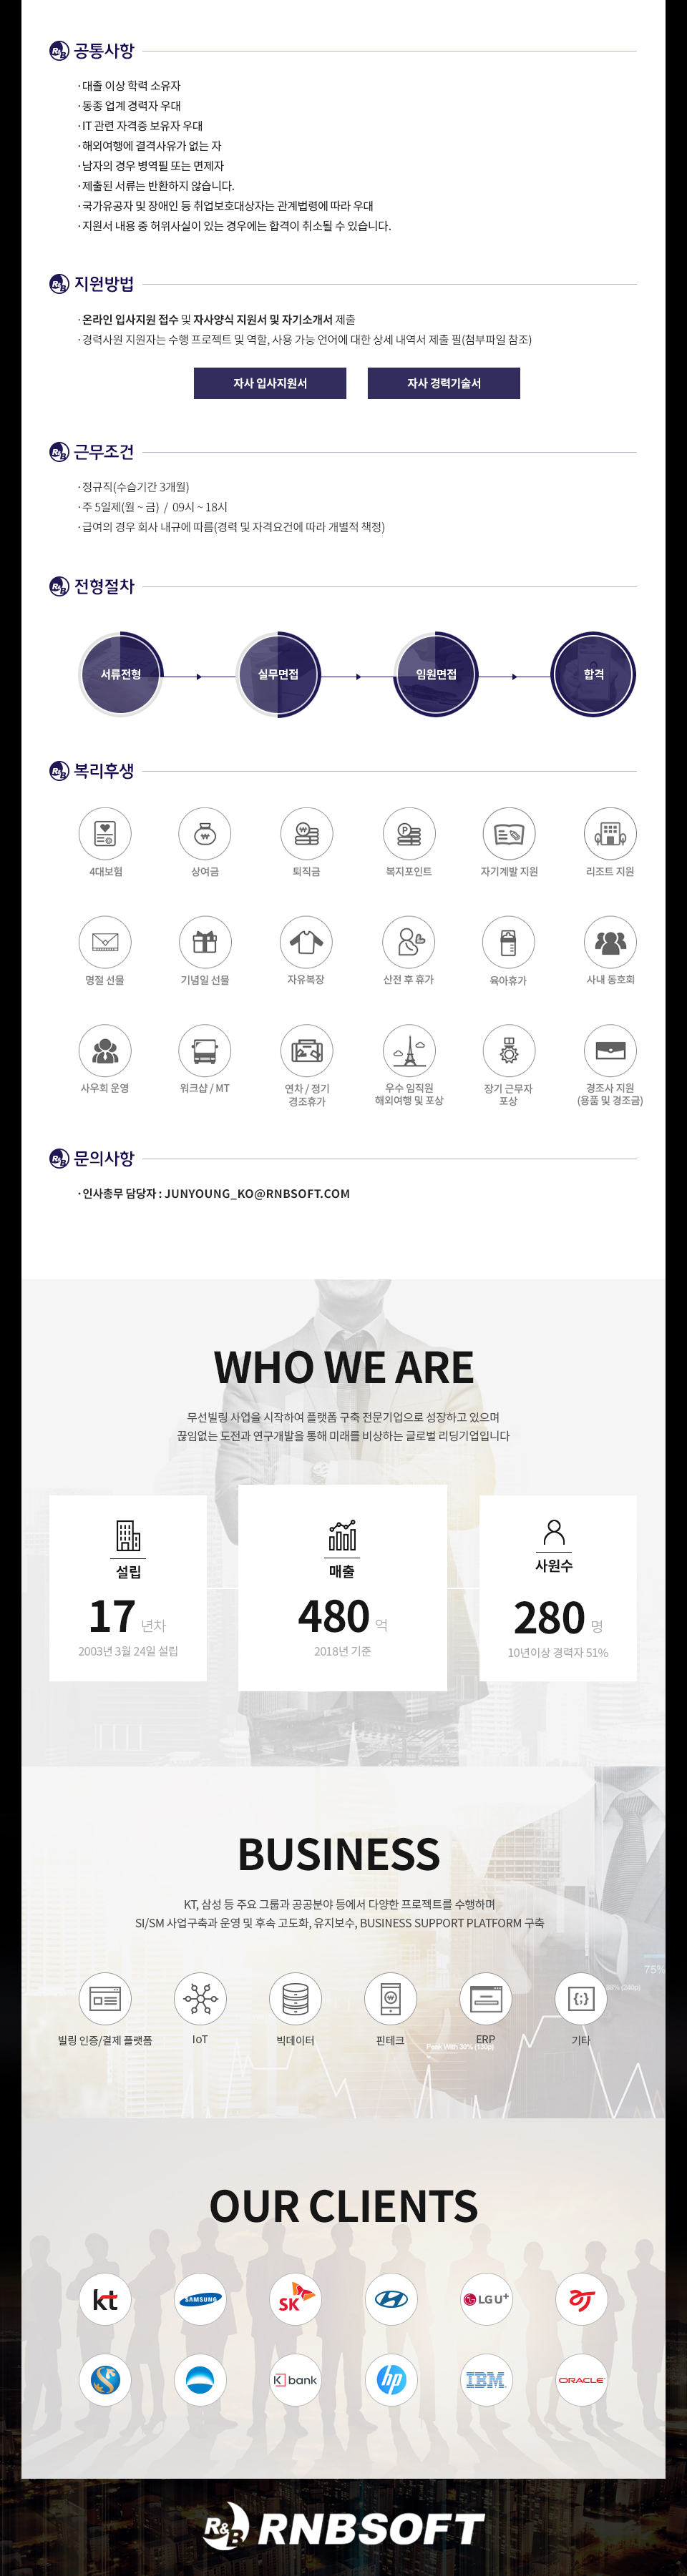 R&B 공통사항
· 대졸 이상 학력 소유자
· 동종 업계 경력자 우대
· IT 관련 자격증 보유자 우대
· 해외여행에 결격사유가 없는 자
· 남자의 경우 병역필 또는 면제자
· 제출된 서류는 반환하지 않습니다.
· 국가유공자 및 장애인 등 취업보호대상자는 관계법령에 따라 우대
· 지원서 내용 중 허위사실이 있는 경우에는 합격이 취소될 수 있습니다.
R&B 지원방법
· 온라인 입사지원 접수 및 자사양식 지원서 및 자기소개서 제출
· 경력사원 지원자는 수행 프로젝트 및 역할, 사용 가능 언어에 대한 상세 내역서 제출 필(첨부파일 참조)
자사 입사지원서 자사 경력기술서
R&B 근무조건
· 정규직(수습기간 3개월)
· 주 5일제(월 ~ 금) / 09시 ~ 18시
· 급여의 경우 회사 내규에 따름(경력 및 자격요건에 따라 개별적 책정)
R&B 전형절차
서류전형 실무면접 임원면접 합격
R&B 복리후생
4대보험 상여금 퇴직금 복지포인트 자기계발 지원 리조트 지원
명절 선물 기념일 선물 자유복장 산전 후 휴가 육아휴가 사내 동호회
사우회 운영 워크샵 / MT 연차 / 정기 우수 임직원 장기 근무자 경조사 지원
경조휴가 해외여행 및 포상 포상 (용품 및 경조금)
R&B 문의사항
· 인사총무 담당자 : JUNYOUNG_KO@RNBSOFT.COM
WHO WE ARE
무선빌링 사업을 시작하여 플랫폼 구축 전문기업으로 성장하고 있으며
끊임없는 도전과 연구개발을 통해 미래를 비상하는 글로벌 리딩기업입니다
설립 매출 사원수
17 년차 480 억 280 명
2003년 3월 24일 설립 2018년 기준 10년이상 경력자 51%
BUSINESS
KT, 삼성 등 주요 그룹과 공공분야 등에서 다양한 프로젝트를 수행하며
SI/SM 사업구축과 운영 및 후속 고도화, 유지보수, BUSINESS SUPPORT PLATFORM 구축
75%
Peak With 30% (130p)
빌링 인증/결제 플랫폼 IoT 빅데이터 핀테크 ERP 기타
OUR CLIENTS
kt SAMSUNG SK LG U+
K bank hp IBM ORACLE
R&B RNBSOFT